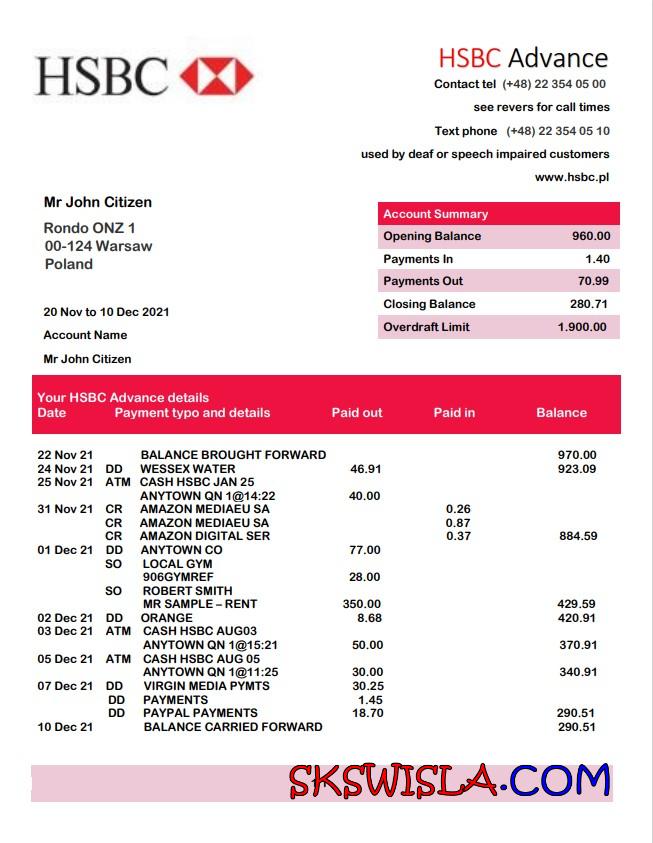 HSBC
HSBC Advance
Contact tel (+48) 22 354 05 00
see revers for call times
Text phone (+48) 22 354 05 10
used by deaf or speech impaired customers
www.hsbc.pl
Mr John Citizen
Rondo ONZ 1
00-124 Warsaw
Poland
20 Nov to 10 Dec 2021
Account Name
Mr John Citizen
Account Summary
Opening Balance 960.00
Payments In 1.40
Payments Out 70.99
Closing Balance 280.71
Overdraft Limit 1.900.00
Your HSBC Advance details
Date Payment typo and details Paid out Paid in Balance
22 Nov 21 BALANCE BROUGHT FORWARD 970.00
24 Nov 21 DD WESSEX WATER 46.91 923.09
25 Nov 21 ATM CASH HSBC JAN 25
ANYTOWN QN 1@14:22 40.00
31 Nov 21 CR AMAZON MEDIAEU SA 0.26
CR AMAZON MEDIAEU SA 0.87
CR AMAZON DIGITAL SER 0.37 884.59
01 Dec 21 DD ANYTOWN CO 77.00
SO LOCAL GYM
906GYMREF 28.00
SO ROBERT SMITH
MR SAMPLE – RENT 350.00 429.59
02 Dec 21 DD ORANGE 8.68 420.91
03 Dec 21 ATM CASH HSBC AUG03
ANYTOWN QN 1@15:21 50.00 370.91
05 Dec 21 ATM CASH HSBC AUG 05
ANYTOWN QN 1@11:25 30.00 340.91
07 Dec 21 DD VIRGIN MEDIA PYMTS 30.25
DD PAYMENTS 1.45
DD PAYPAL PAYMENTS 18.70 290.51
10 Dec 21 BALANCE CARRIED FORWARD 290.51
SKSWISLA.COM